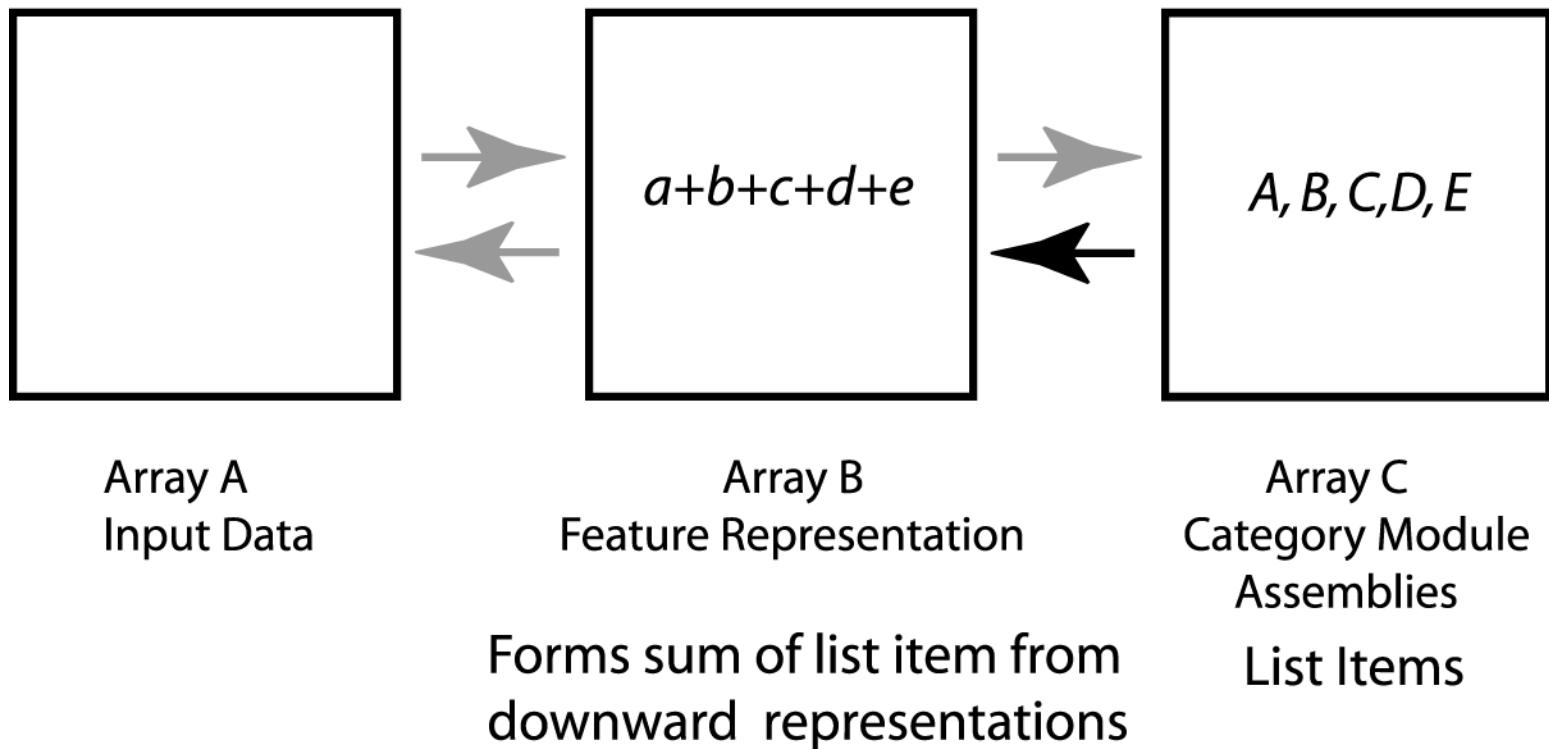 a+b+c+d+e
A, B, C,D, E
Array A
Input Data
Array B
Feature Representation
Array C
Category Module
Assemblies
Forms sum of list item from
downward representations
List Items